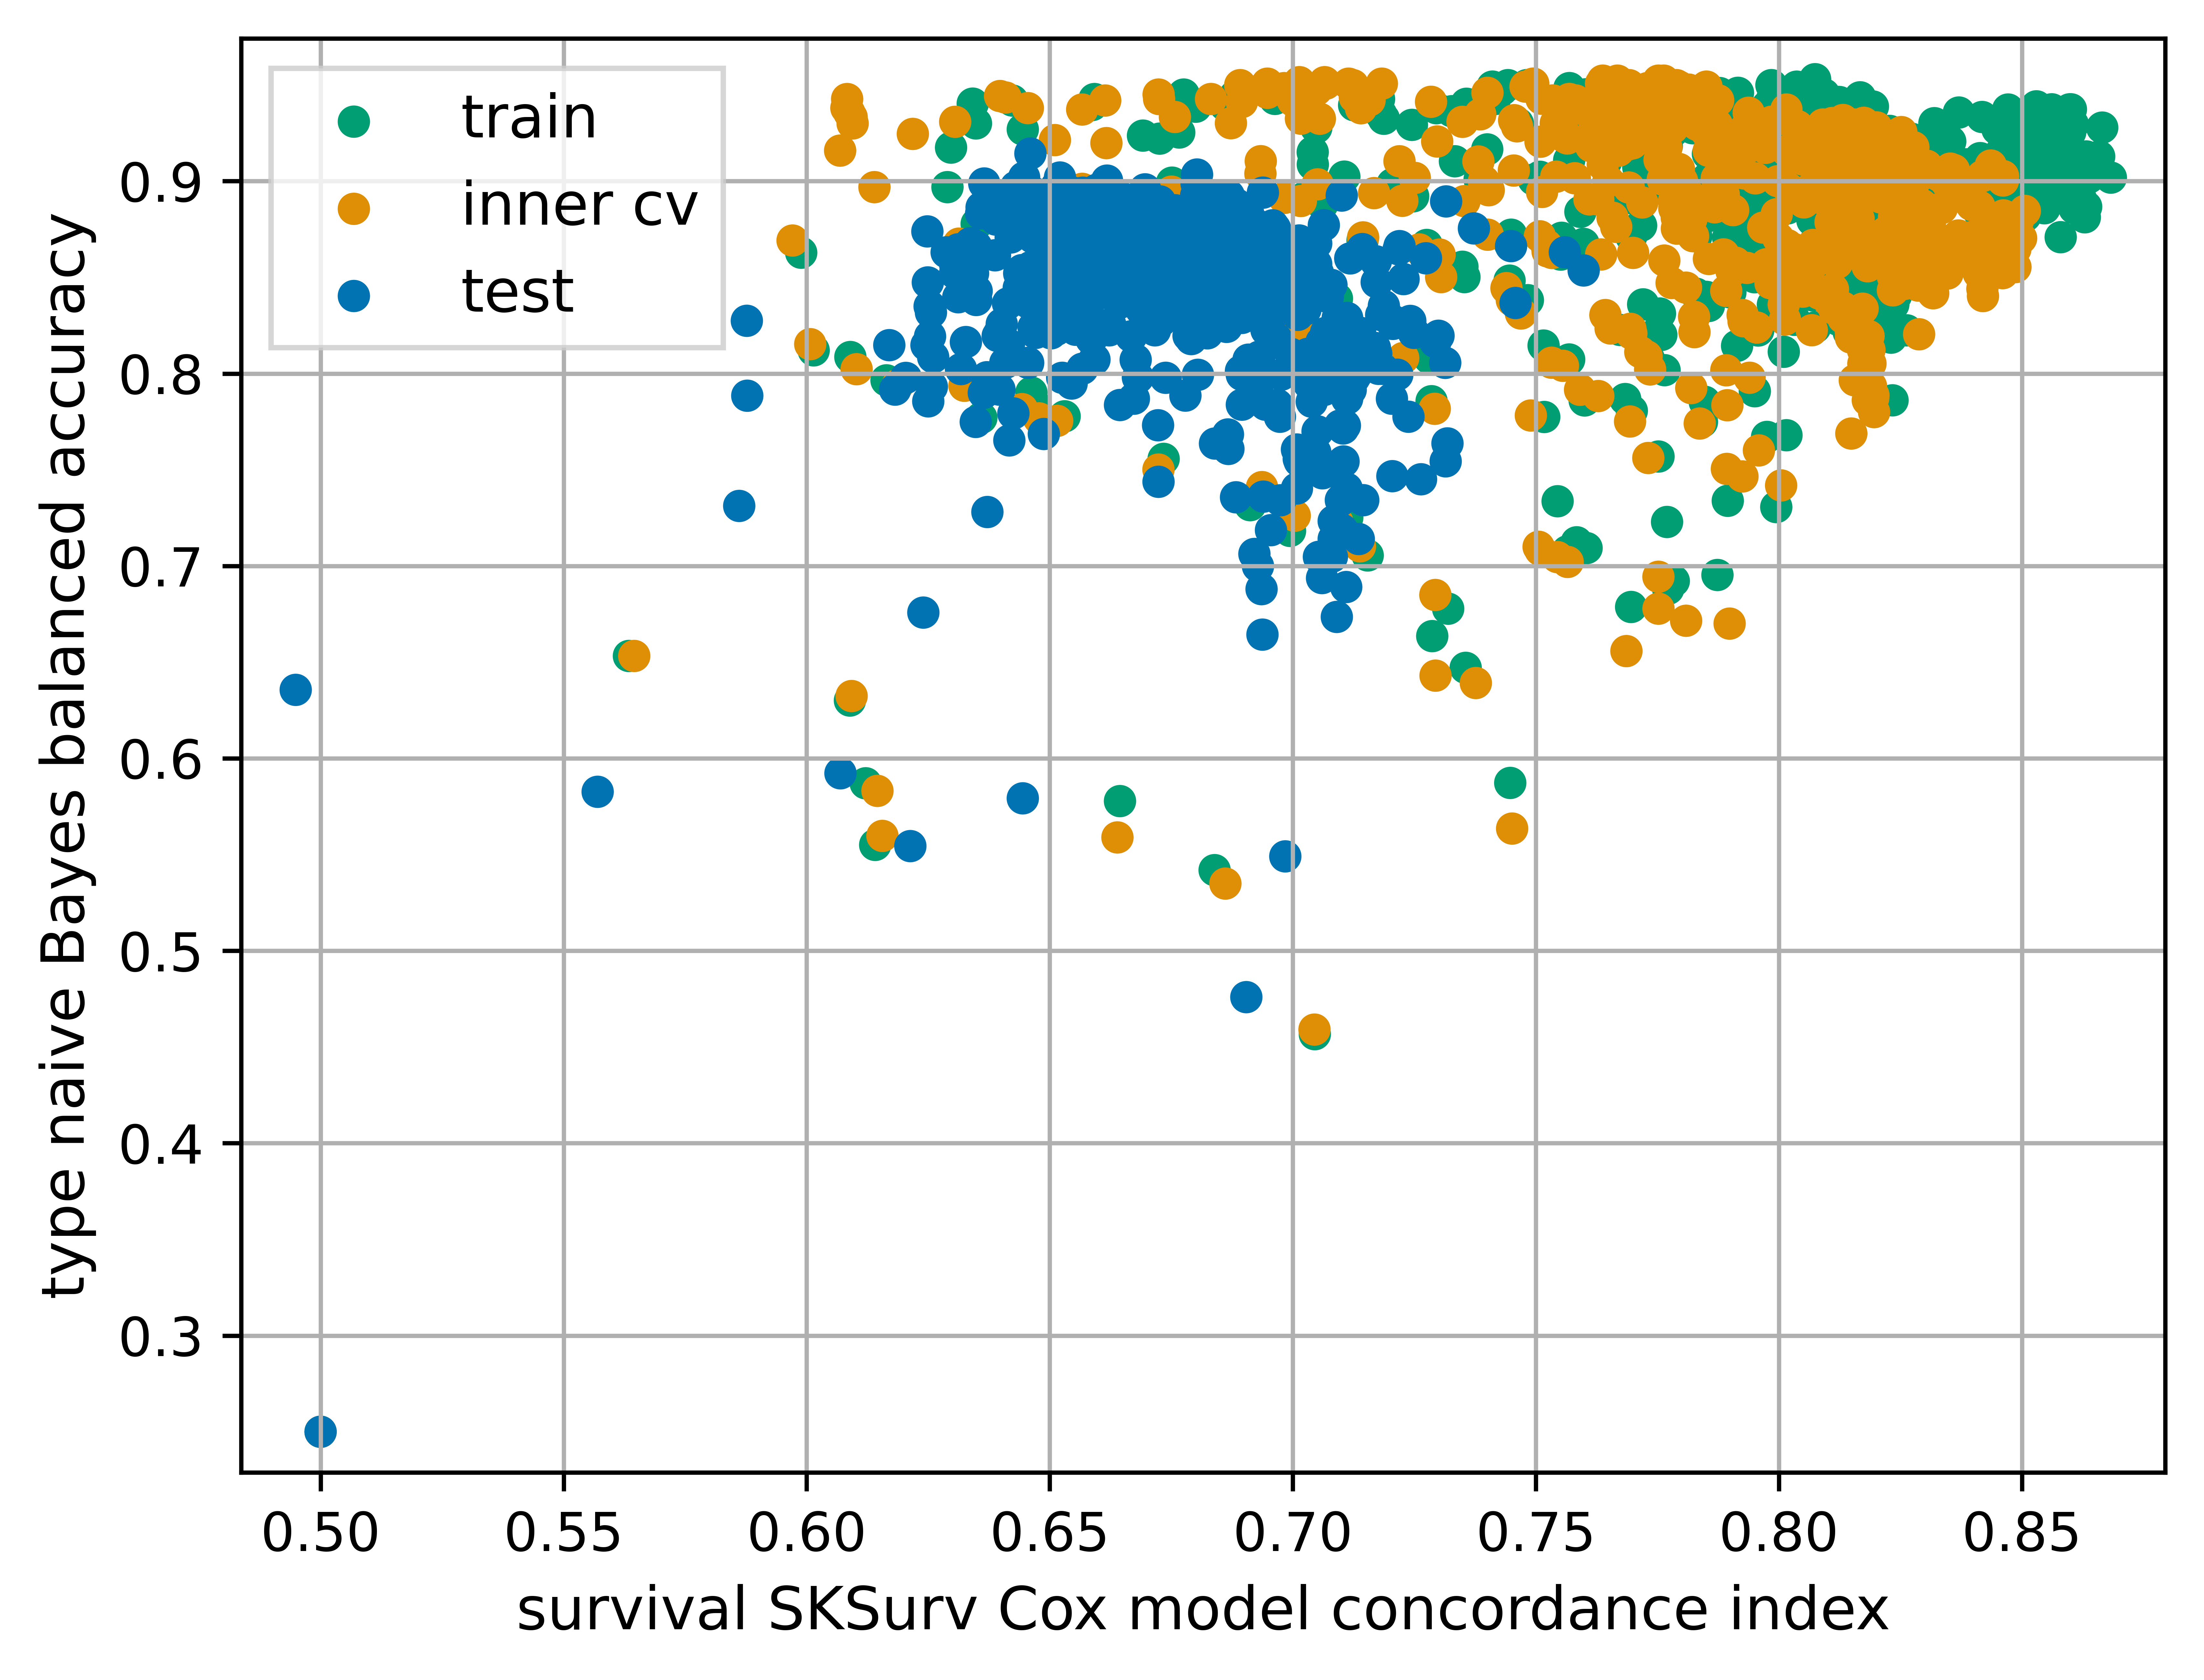 train
inner cv
test
0.9
0.8
0.7
0.6
0.5
0.4
0.3
type naive Bayes balanced accuracy
0.50 0.55 0.60 0.65 0.70 0.75 0.80 0.85
survival SKSurv Cox model concordance index